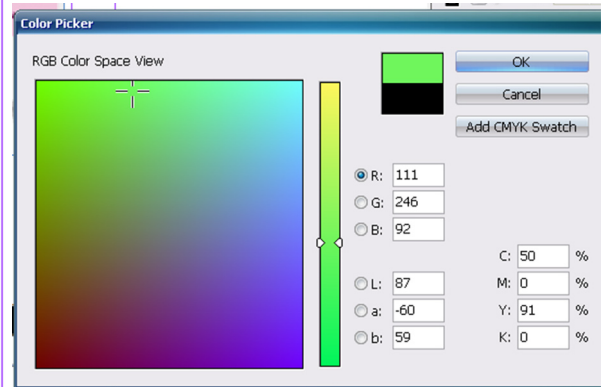 Color Picker
RGB Color Space View
OK
Cancel
Add CMYK Swatch
R: 111
G: 246
B: 92
L: 87
a: -60
b: 59
C: 50 %
M: 0 %
Y: 91 %
K: 0 %